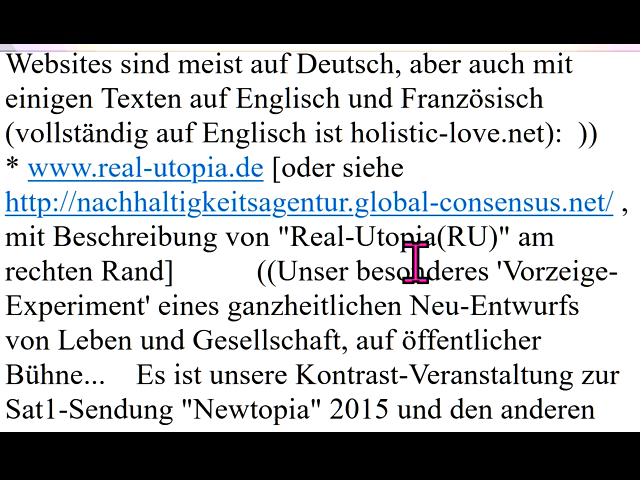 Websites sind meist auf Deutsch, aber auch mit
einigen Texten auf Englisch und Französisch
(vollständig auf Englisch ist holistic-love.net):  ))
* www.real-utopia.de [oder siehe
http://nachhaltigkeitsagentur.global-consensus.net/ ,
mit Beschreibung von "Real-Utopia(RU)" am
rechten Rand]          ((Unser besonderes 'Vorzeige-
Experiment' eines ganzheitlichen Neu-Entwurfs
von Leben und Gesellschaft, auf öffentlicher
Bühne...    Es ist unsere Kontrast-Veranstaltung zur
Sat1-Sendung "Newtopia" 2015 und den anderen